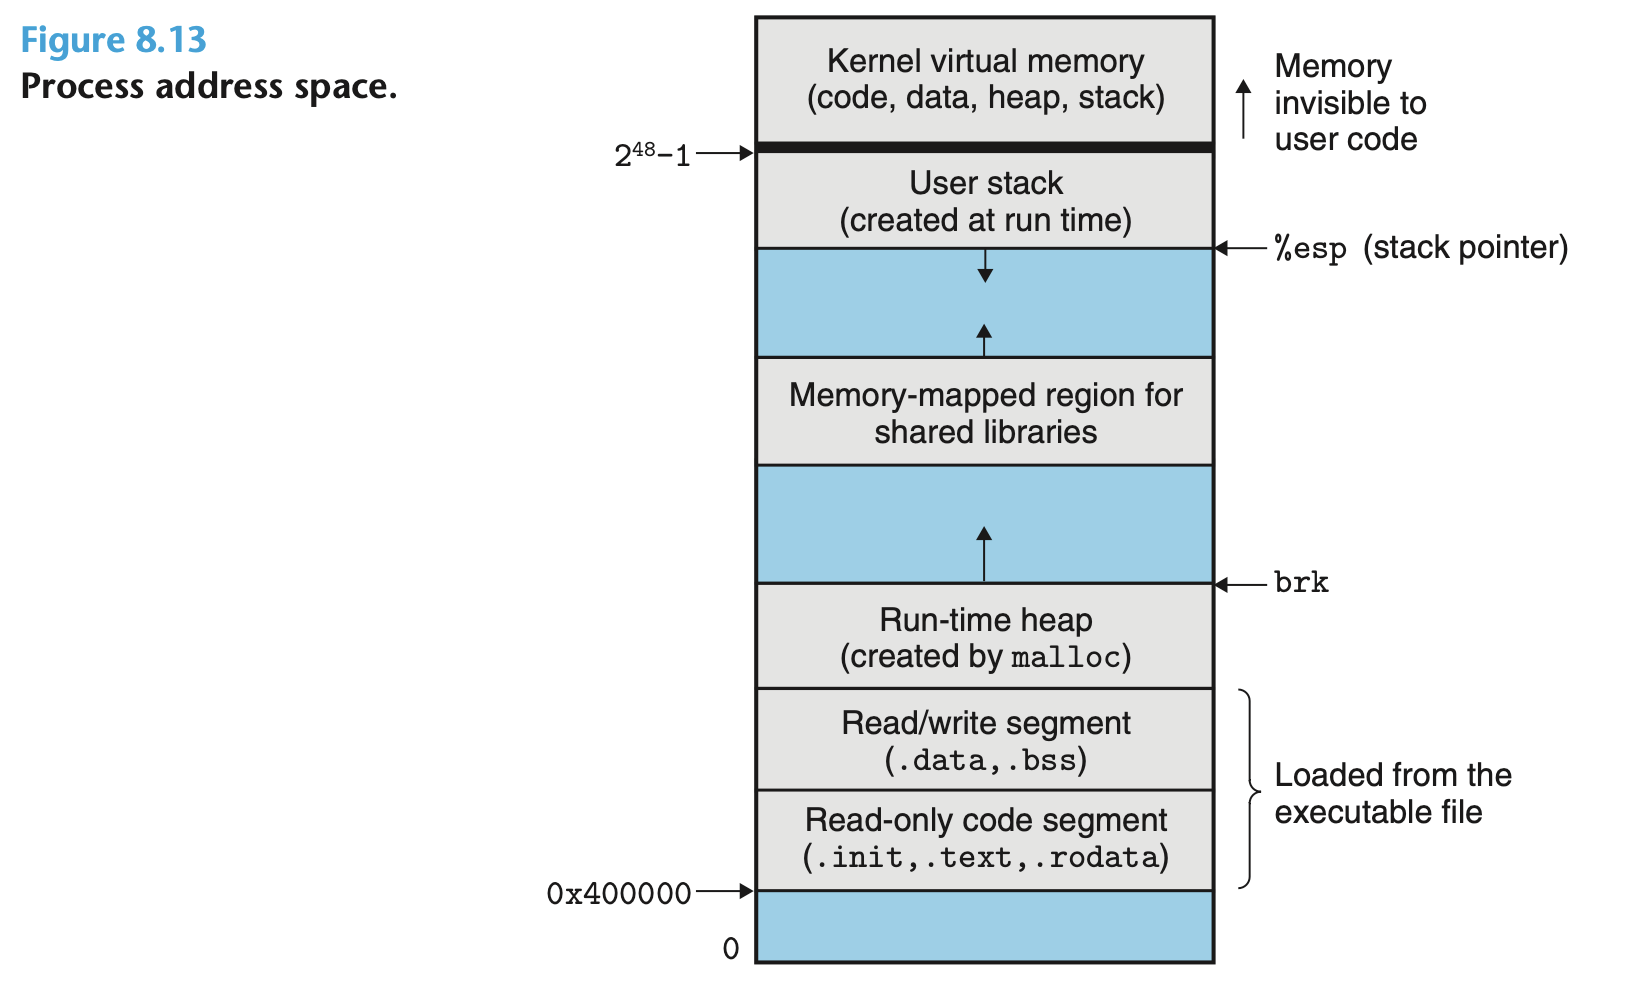 Figure 8.13
Process address space.
Kernel virtual memory
(code, data, heap, stack)
Memory
invisible to
user code
2⁴⁸−1
User stack
(created at run time)
%esp (stack pointer)
Memory-mapped region for
shared libraries
brk
Run-time heap
(created by malloc)
Read/write segment
(.data,.bss)
Loaded from the
executable file
Read-only code segment
(.init,.text,.rodata)
0x400000
0